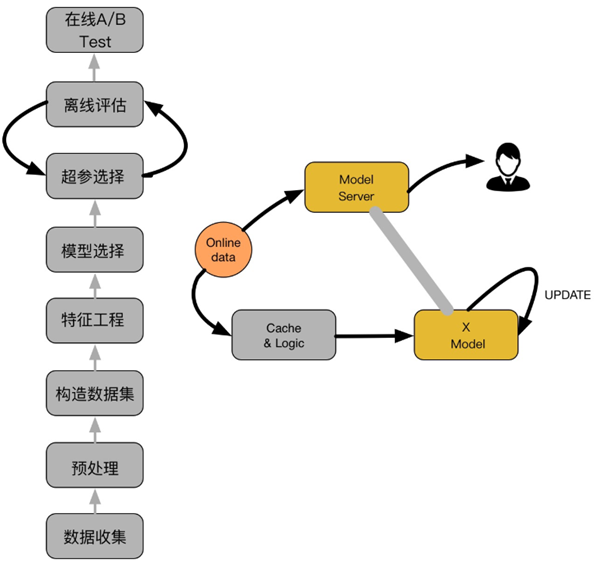 在线A/B
Test
离线评估
超参选择
模型选择
特征工程
构造数据集
预处理
数据收集
Model
Server
Online
data
Cache
& Logic
X
Model
UPDATE